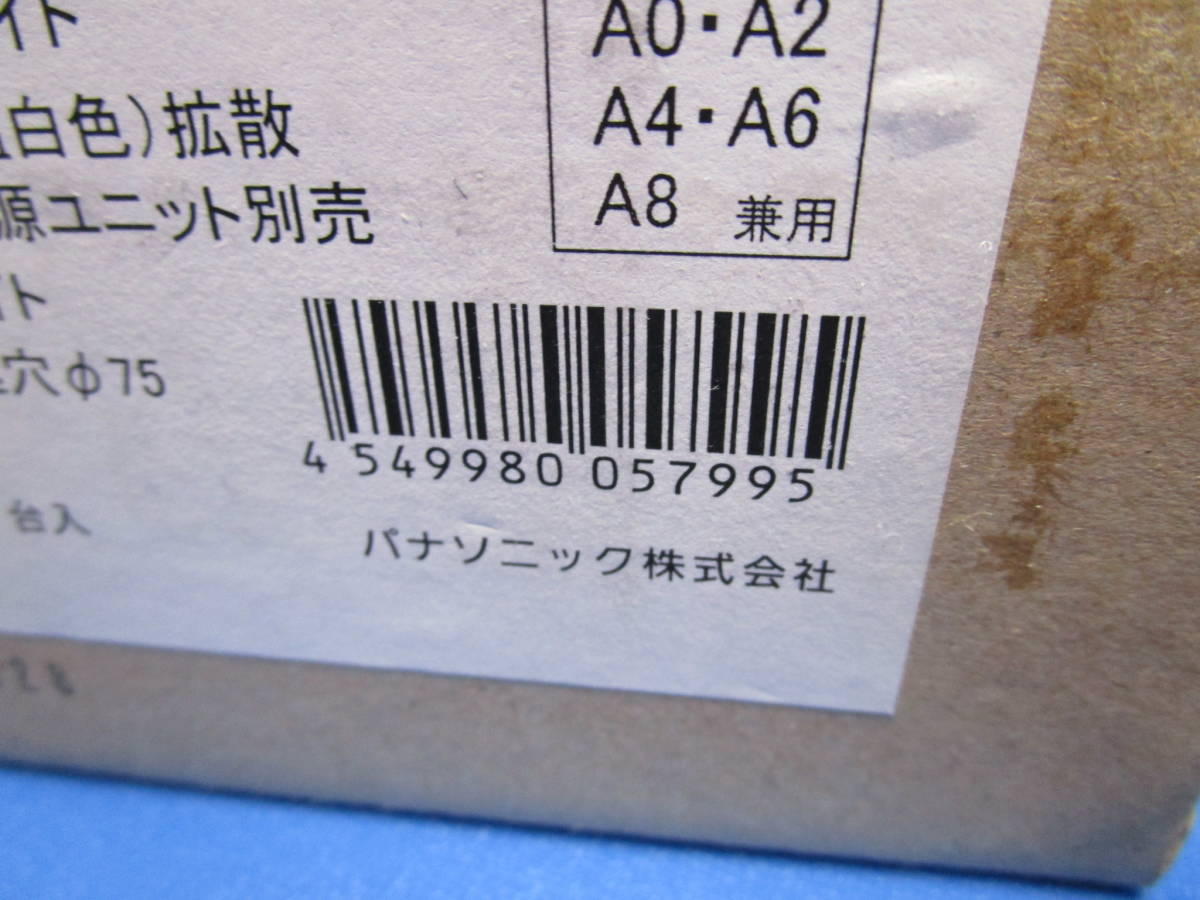 イト
白色)拡散
源ユニット別売
イト
穴φ75
台入
A0・A2
A4・A6
A8 兼用
4 549980 057995
パナソニック株式会社